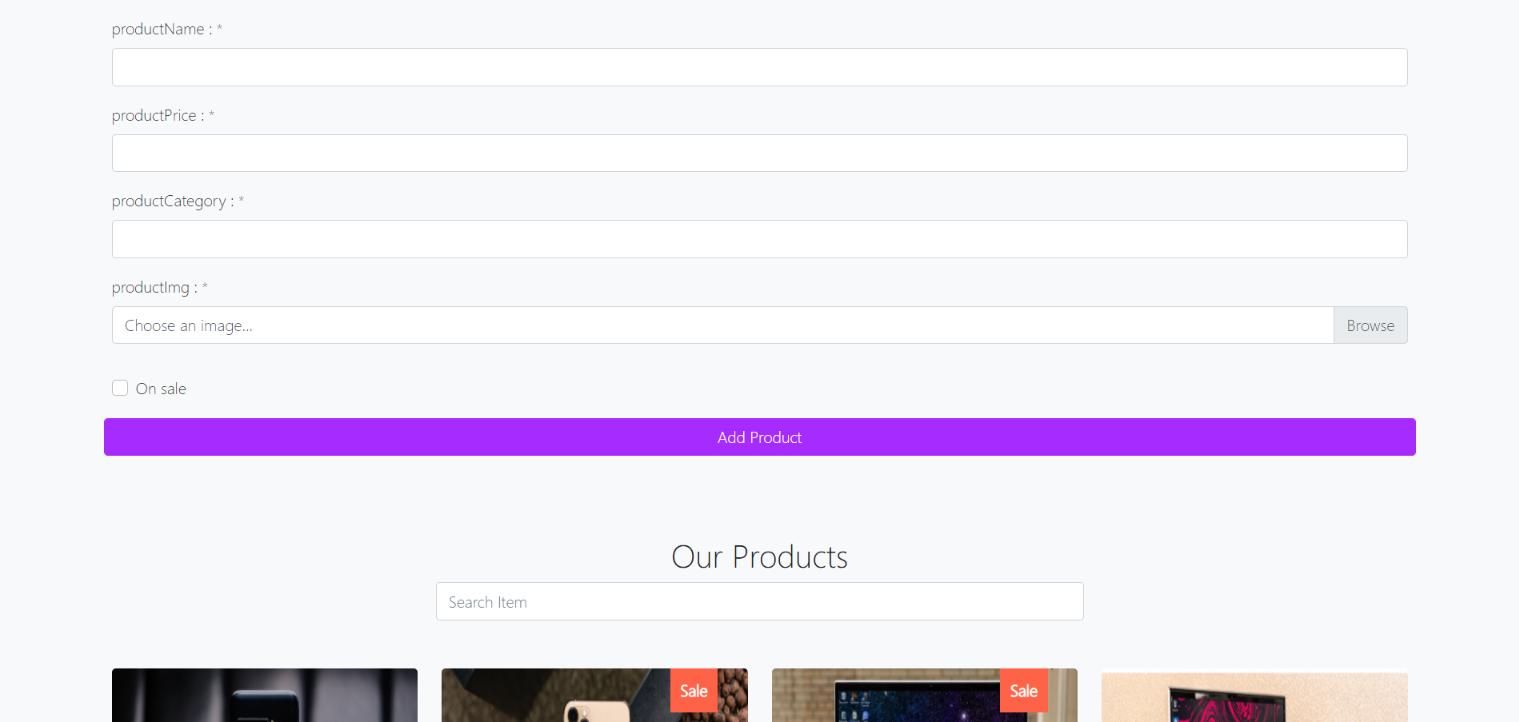 productName : *
productPrice : *
productCategory : *
productImg : *
Choose an image...
Browse
On sale
Add Product
Our Products
Search Item
Sale
Sale